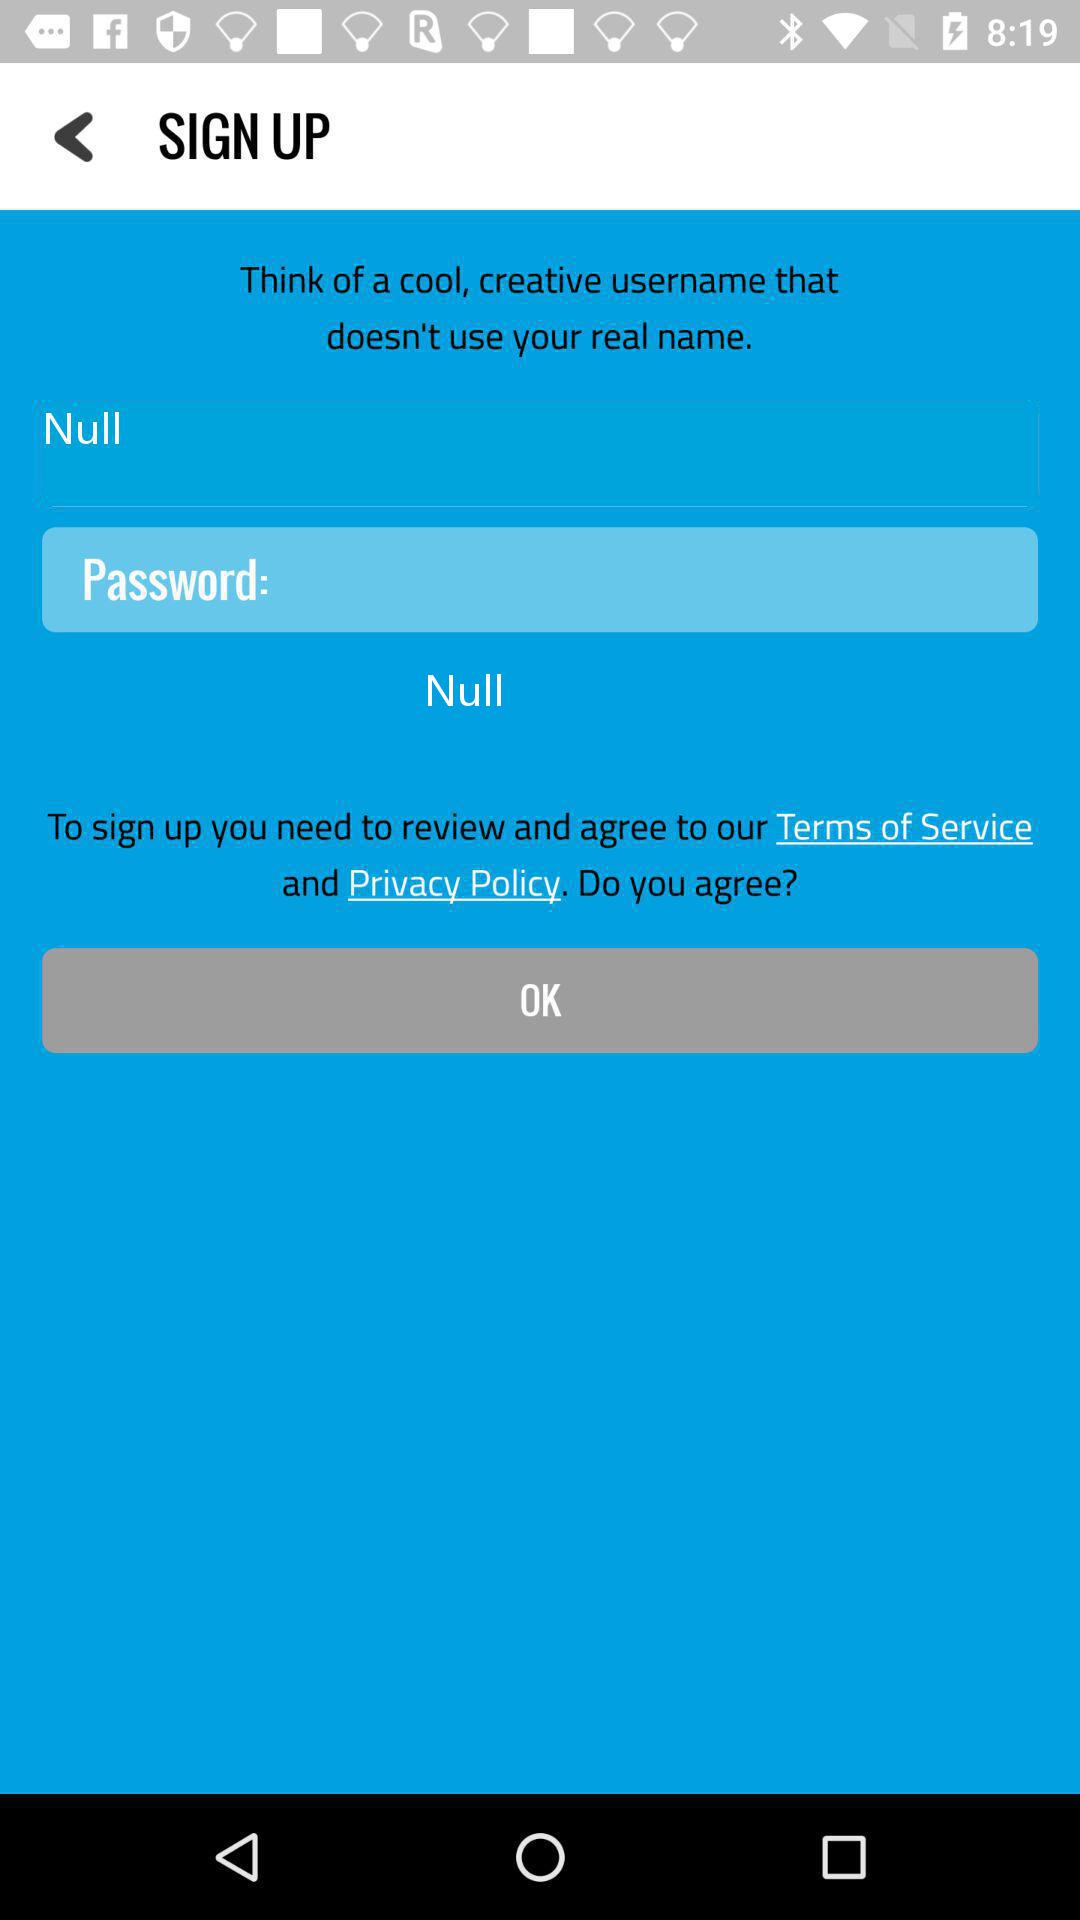 8:19
SIGN UP
Think of a cool, creative username that
doesn't use your real name.
Null
Password:
Null
To sign up you need to review and agree to our Terms of Service
and Privacy Policy. Do you agree?
OK